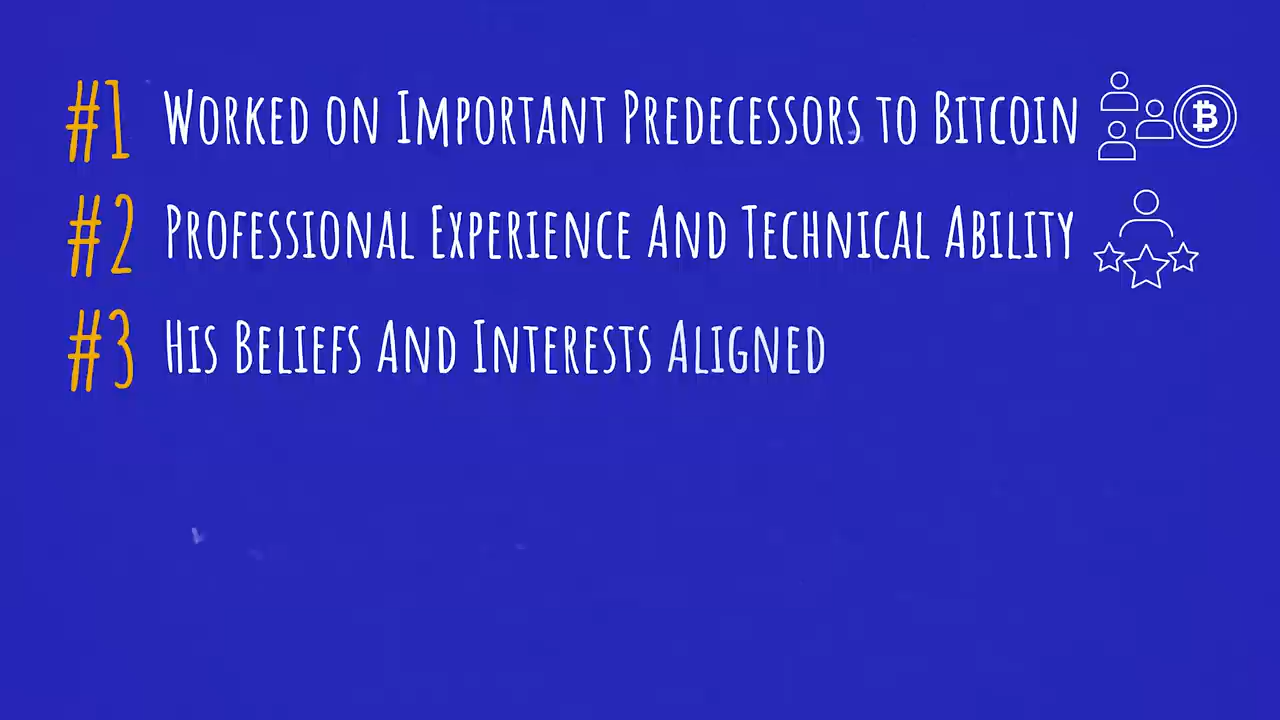 #1 Worked on Important Predecessors to Bitcoin
#2 Professional Experience And Technical Ability
#3 His Beliefs And Interests Aligned